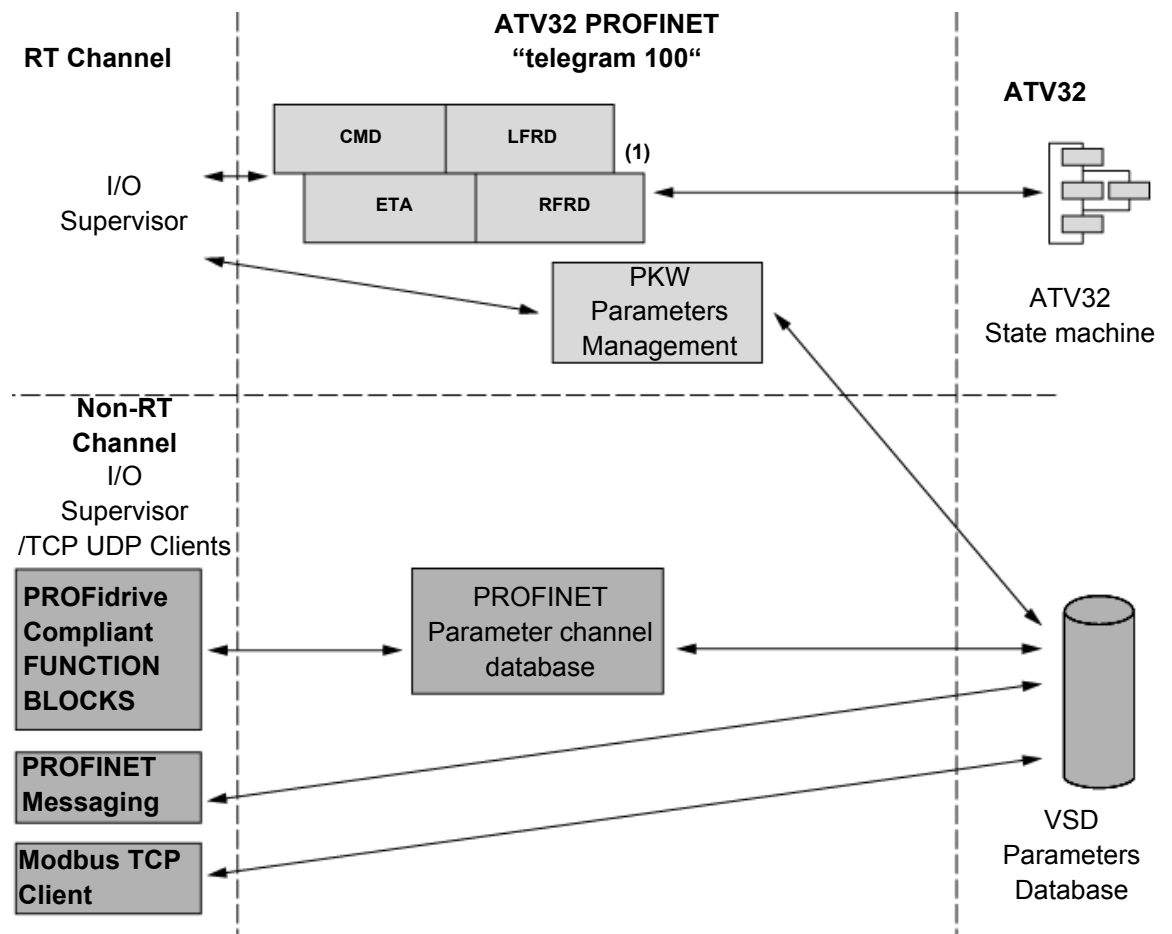 RT Channel
ATV32 PROFINET
“telegram 100“
ATV32
CMD
LFRD
(1)
ETA
RFRD
I/O
Supervisor
PKW
Parameters
Management
ATV32
State machine
Non-RT
Channel
I/O
Supervisor
/TCP UDP Clients
PROFidrive
Compliant
FUNCTION
BLOCKS
PROFINET
Parameter channel
database
PROFINET
Messaging
Modbus TCP
Client
VSD
Parameters
Database